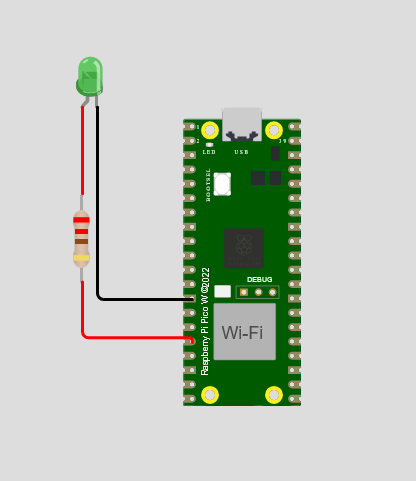 1
2
39
LED
USB
BOOTSEL
DEBUG
Raspberry Pi Pico W ©2022
Wi-Fi